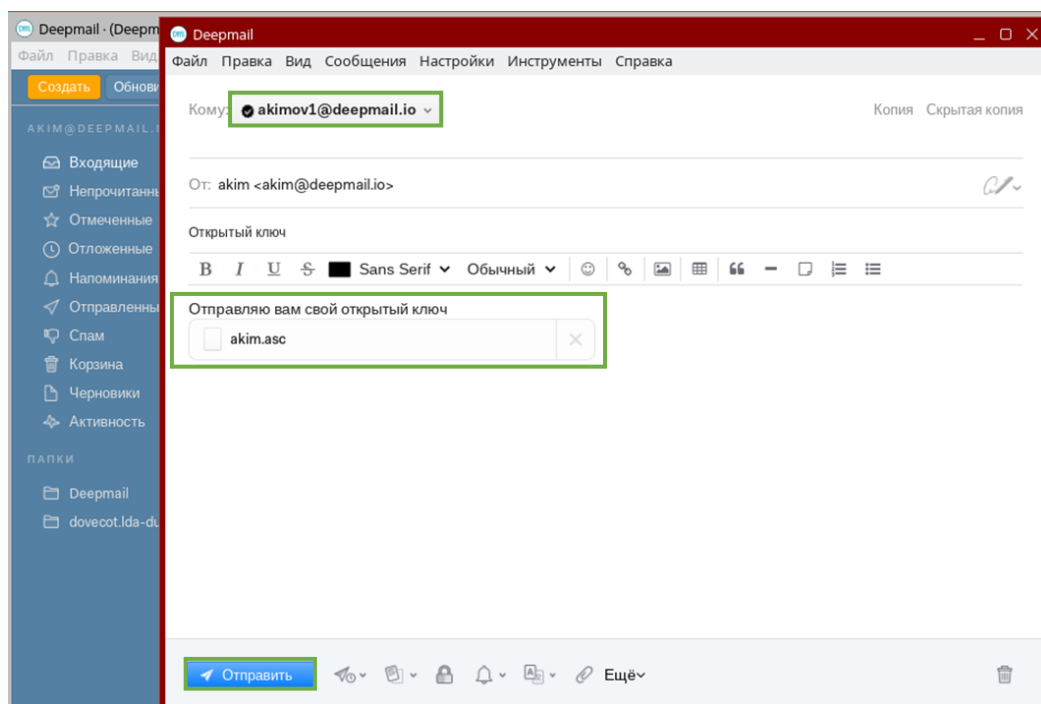 Deepmail · (Deepm
Файл Правка Вид
Создать Обнови
AKIM@DEEPMAIL.I
Входящие
Непрочитанны
Отмеченные
Отложенные
Напоминания
Отправленны
Спам
Корзина
Черновики
Активность
ПАПКИ
Deepmail
dovecot.lda-du
Deepmail
Файл Правка Вид Сообщения Настройки Инструменты Справка
Кому: akimov1@deepmail.io Копия Скрытая копия
От: akim <akim@deepmail.io>
Открытый ключ
B I U S Sans Serif Обычный
Отправляю вам свой открытый ключ
akim.asc
Отправить Ещё